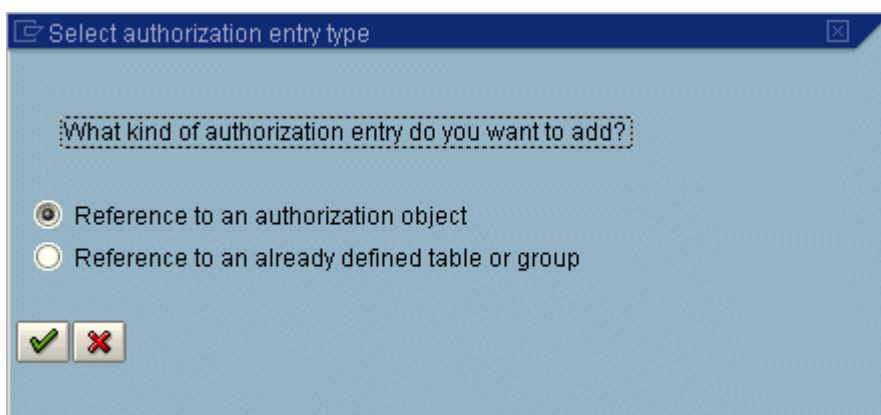 Select authorization entry type
What kind of authorization entry do you want to add?
Reference to an authorization object
Reference to an already defined table or group